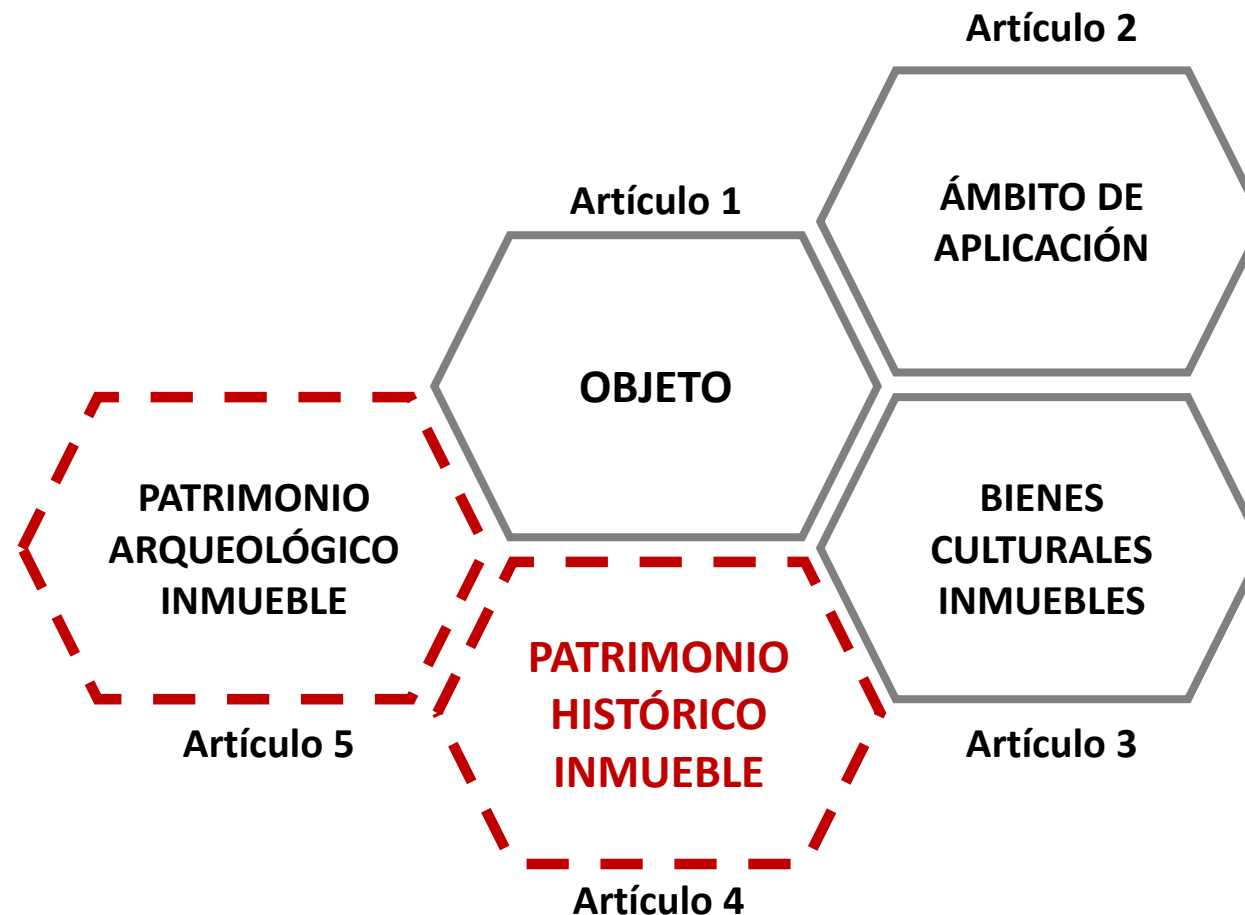 Artículo 1
OBJETO
Artículo 2
ÁMBITO DE
APLICACIÓN
BIENES
CULTURALES
INMUEBLES
Artículo 3
PATRIMONIO
HISTÓRICO
INMUEBLE
Artículo 4
PATRIMONIO
ARQUEOLÓGICO
INMUEBLE
Artículo 5